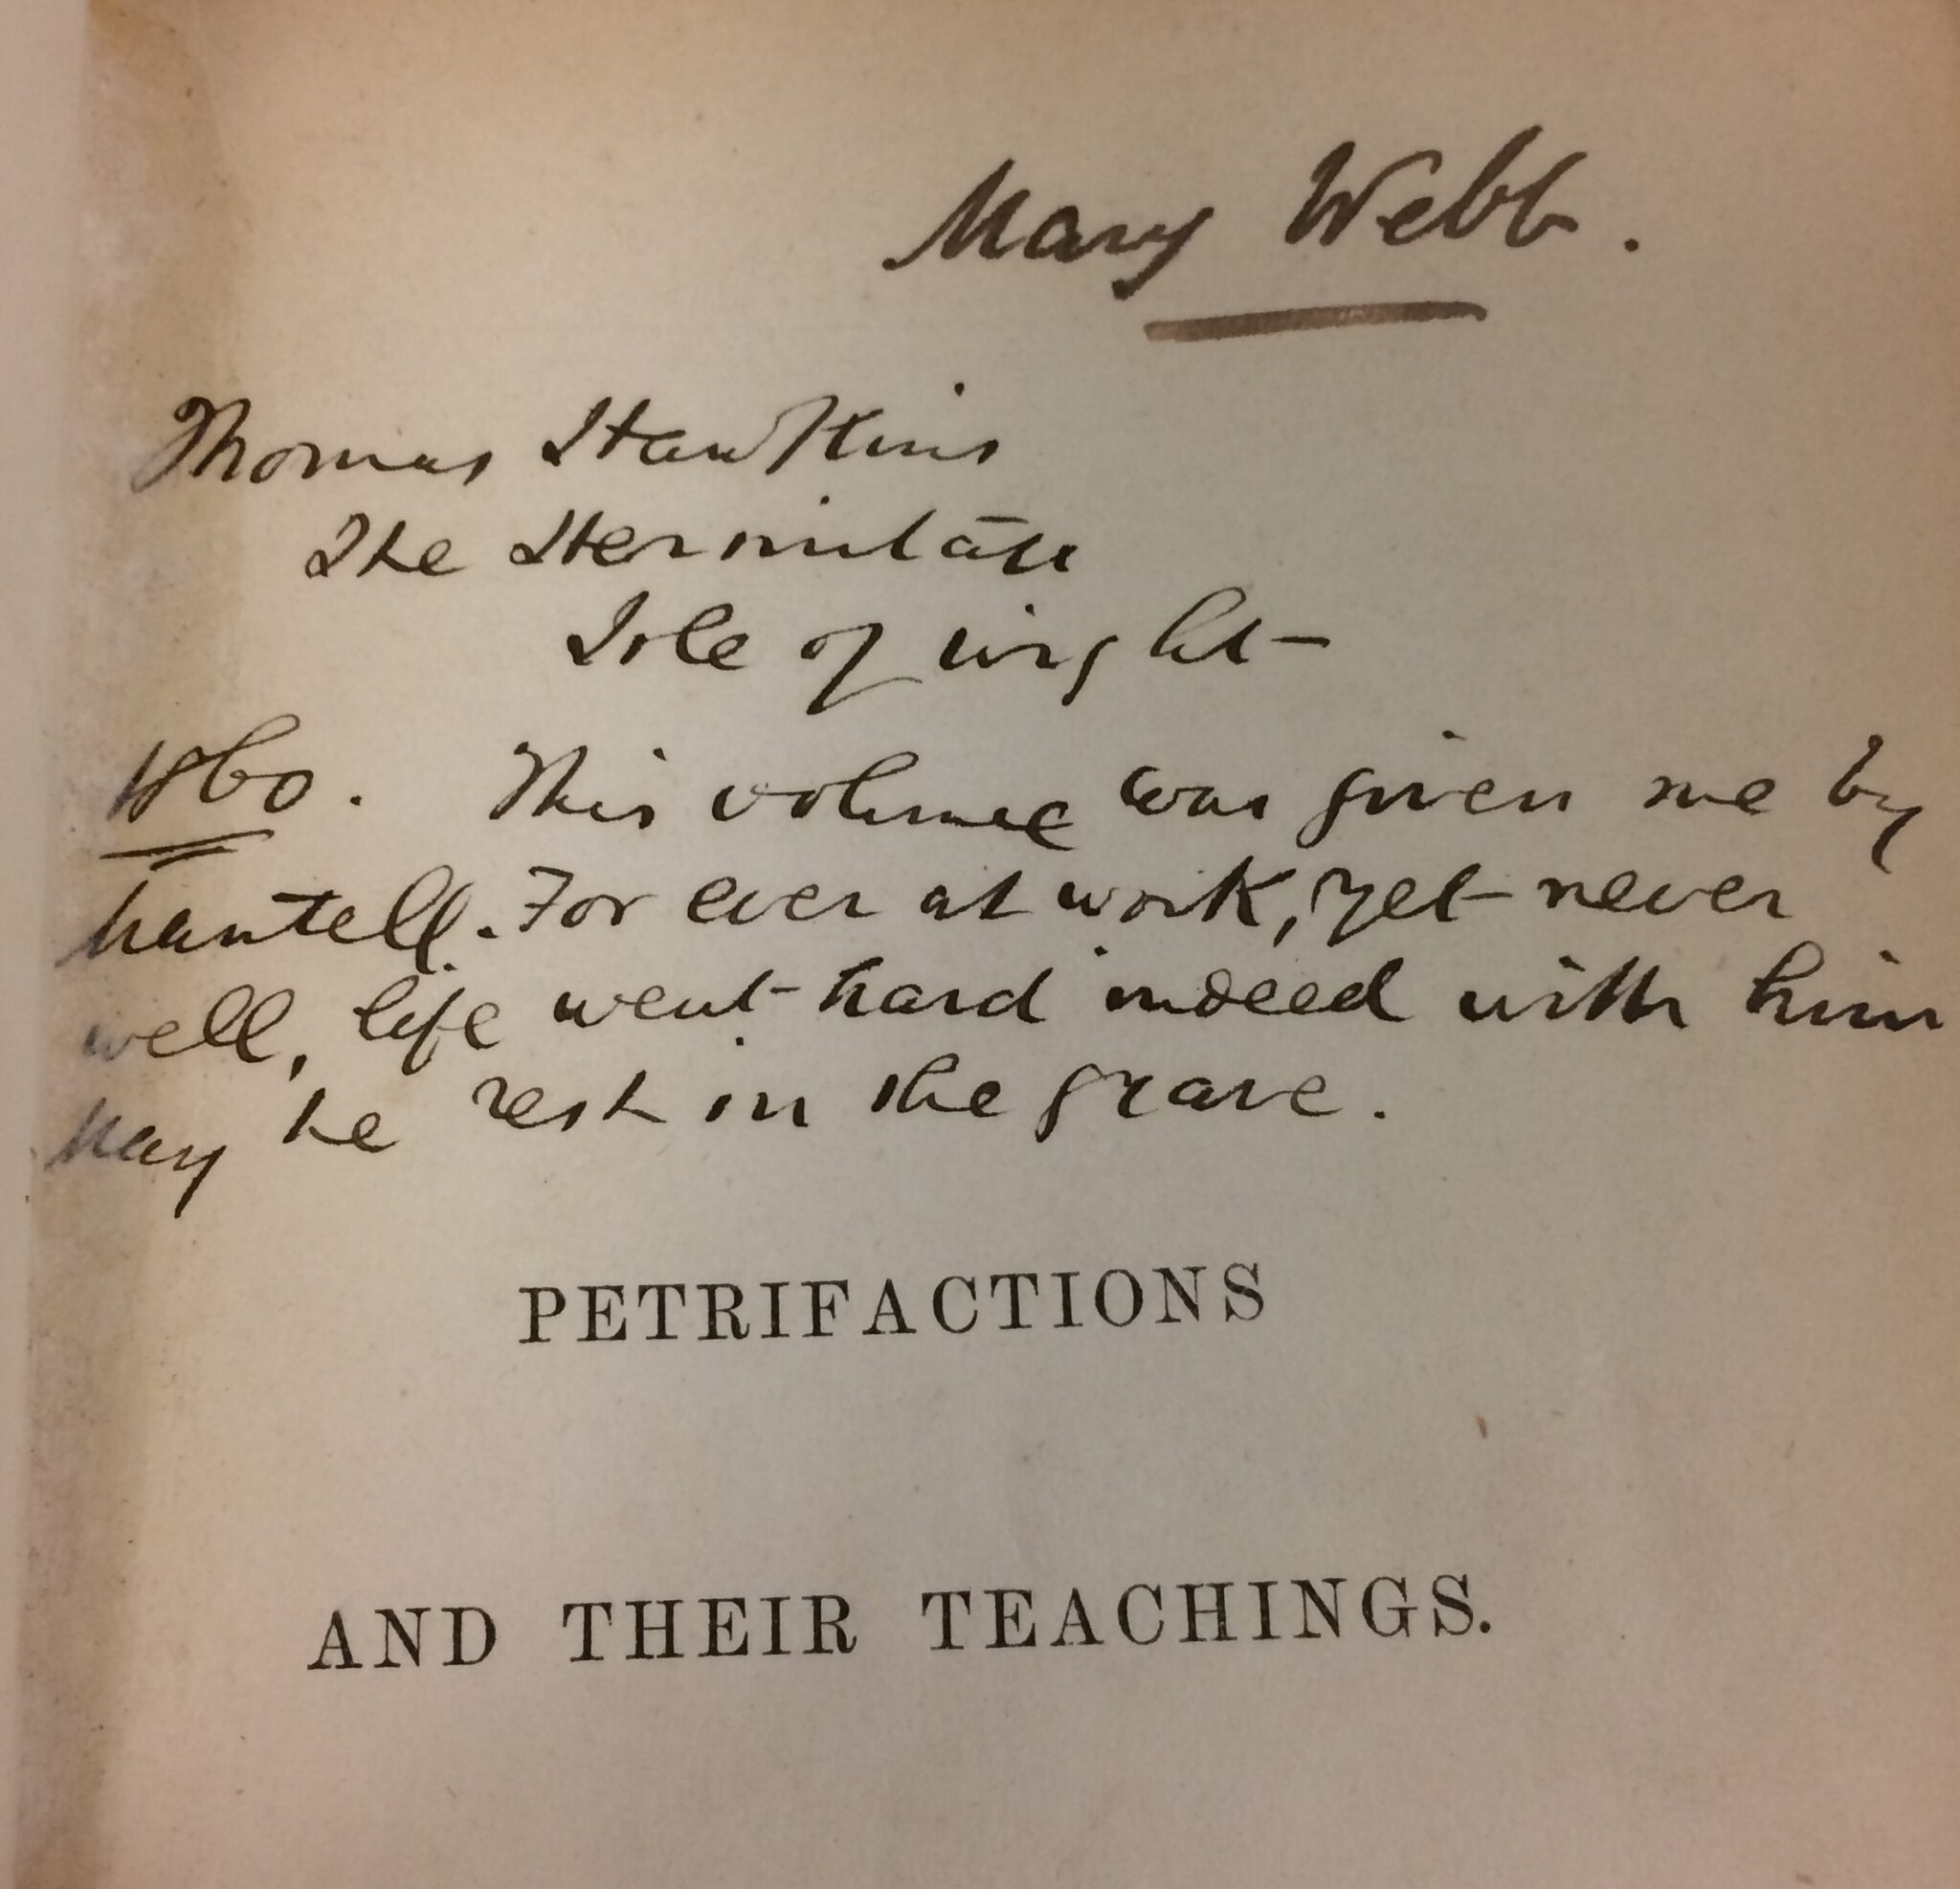 Mary Webb.
Thomas Hawkins
The Hermitage
Isle of Wight
1860. This volume was given me by
Mantell. For ever at work, yet never
well, life went hard indeed with him
May he rest in the grave.
PETRIFACTIONS
AND THEIR TEACHINGS.